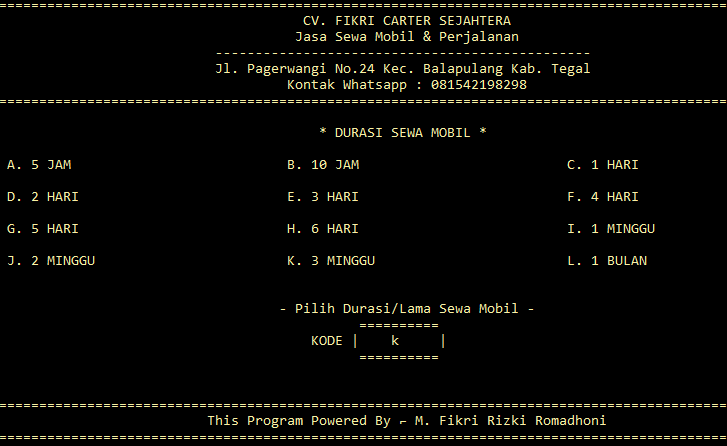 CV. FIKRI CARTER SEJAHTERA
Jasa Sewa Mobil & Perjalanan
-----------------------------------------------
Jl. Pagerwangi No.24 Kec. Balapulang Kab. Tegal
Kontak Whatsapp : 081542198298
* DURASI SEWA MOBIL *
A. 5 JAM B. 10 JAM C. 1 HARI
D. 2 HARI E. 3 HARI F. 4 HARI
G. 5 HARI H. 6 HARI I. 1 MINGGU
J. 2 MINGGU K. 3 MINGGU L. 1 BULAN
- Pilih Durasi/Lama Sewa Mobil -
==========
KODE | k |
==========
This Program Powered By ⌐ M. Fikri Rizki Romadhoni